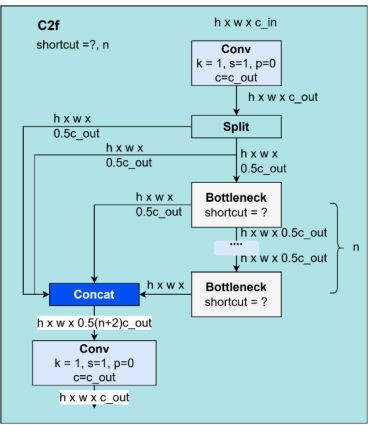 C2f
shortcut =?, n
h x w x c_in
Conv
k = 1, s=1, p=0
c=c_out
h x w x c_out
Split
h x w x
0.5c_out
h x w x
0.5c_out
h x w x
0.5c_out
Bottleneck
shortcut = ?
h x w x
0.5c_out
h x w x 0.5c_out
....
h x w x 0.5c_out
n
Bottleneck
shortcut = ?
h x w x
Concat
h x w x 0.5(n+2)c_out
Conv
k = 1, s=1, p=0
c=c_out
h x w x c_out